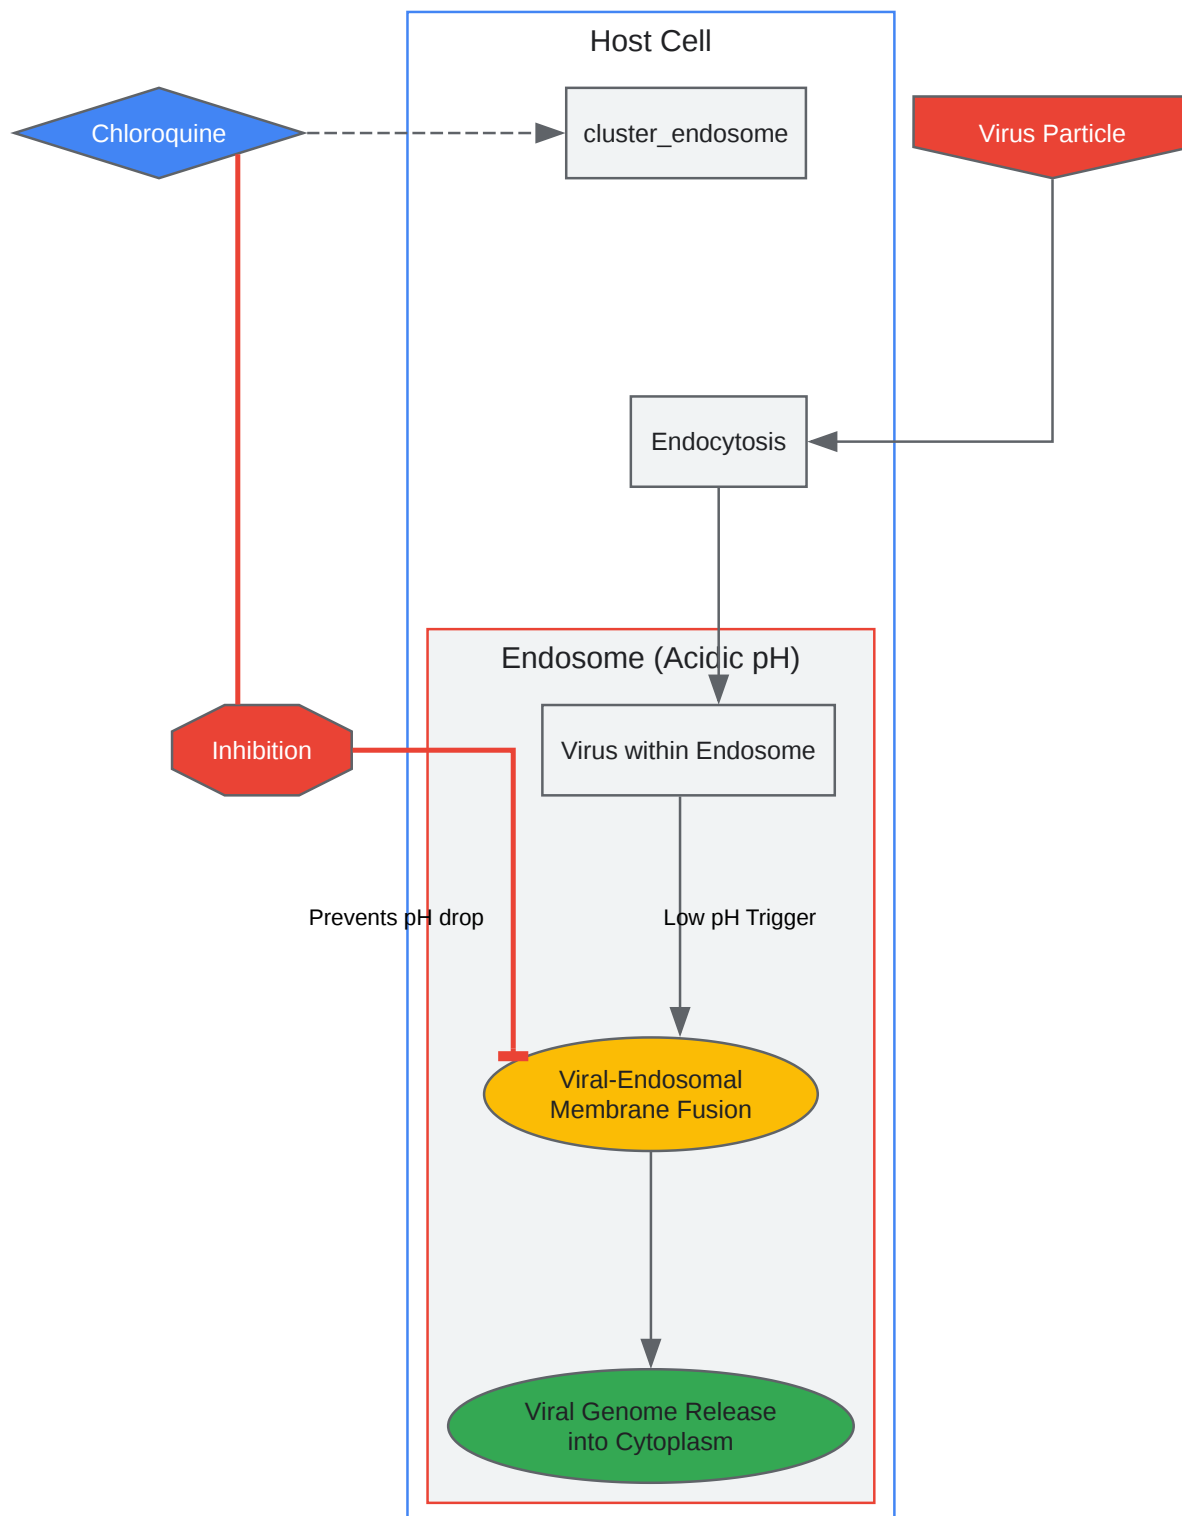 Host Cell
Chloroquine
cluster_endosome
Virus Particle
Endocytosis
Endosome (Acidic pH)
Inhibition
Virus within Endosome
Prevents pH drop
Low pH Trigger
Viral-Endosomal
Membrane Fusion
Viral Genome Release
into Cytoplasm